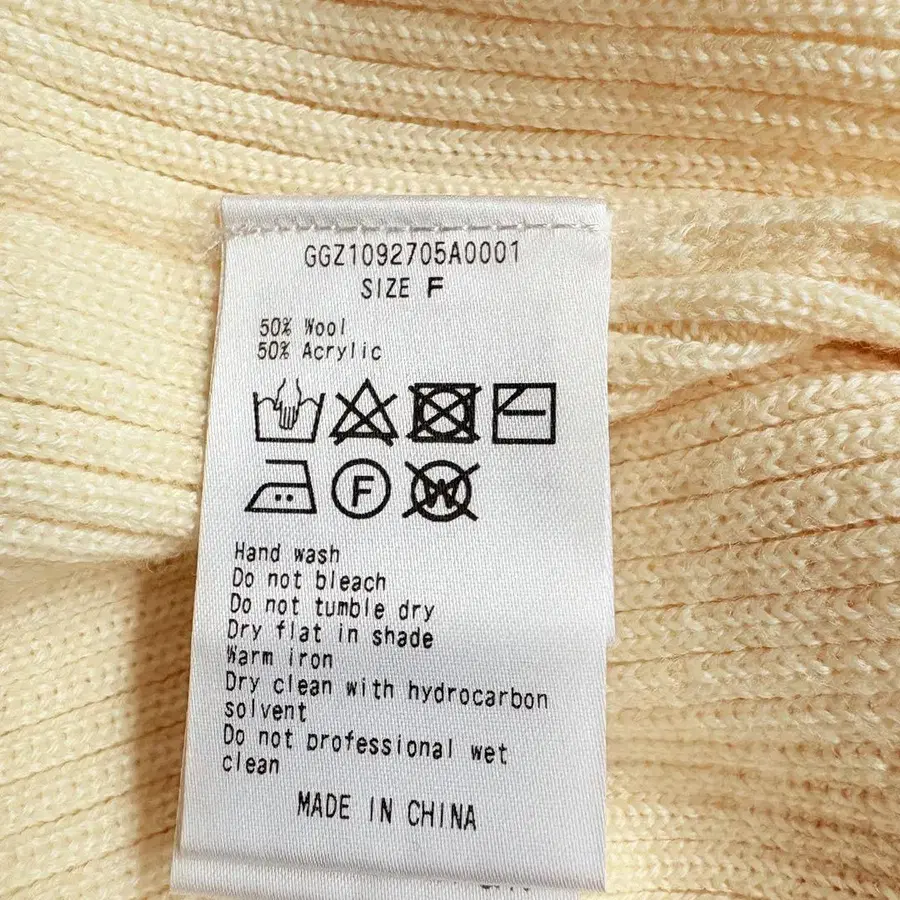 GGZ1092705A0001
SIZE F
50% Wool
50% Acrylic
F W
Hand wash
Do not bleach
Do not tumble dry
Dry flat in shade
Warm iron
Dry clean with hydrocarbon
solvent
Do not professional wet
clean
MADE IN CHINA